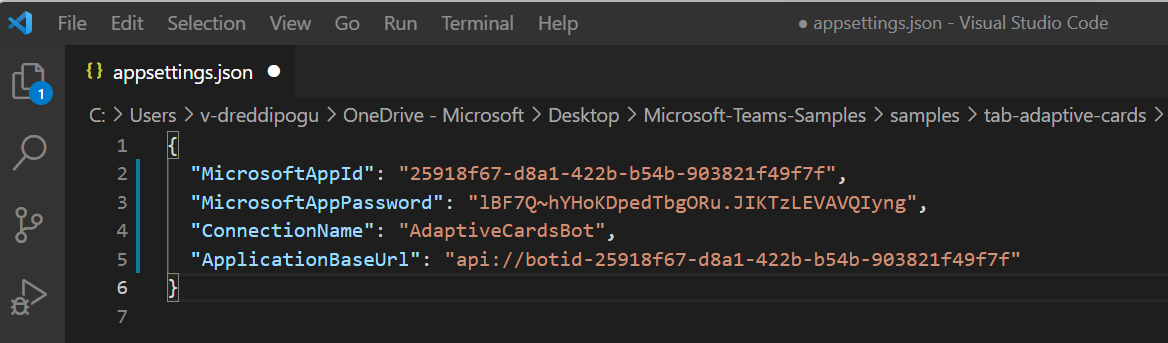 File Edit Selection View Go Run Terminal Help ● appsettings.json - Visual Studio Code
{} appsettings.json ●
1
C: > Users > v-dreddipogu > OneDrive - Microsoft > Desktop > Microsoft-Teams-Samples > samples > tab-adaptive-cards >
1 {
2 "MicrosoftAppId": "25918f67-d8a1-422b-b54b-903821f49f7f",
3 "MicrosoftAppPassword": "lBF7Q~hYHoKDpedTbgORu.JIKTzLEVAVQIyng",
4 "ConnectionName": "AdaptiveCardsBot",
5 "ApplicationBaseUrl": "api://botid-25918f67-d8a1-422b-b54b-903821f49f7f"
6 }
7